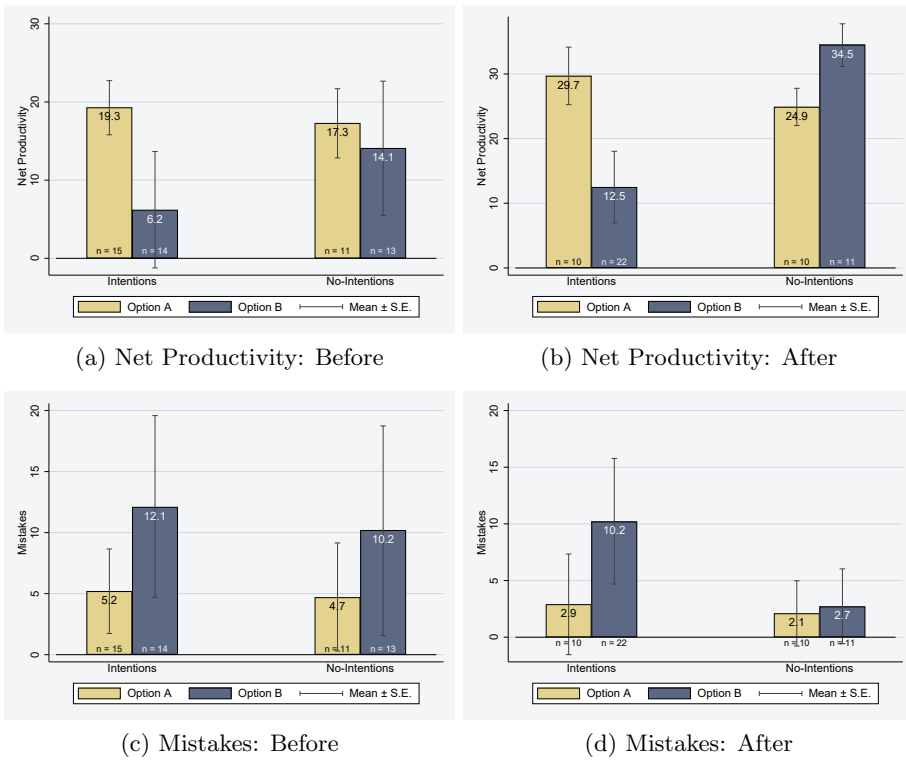 Net Productivity
30
20
10
0
19.3
6.2
17.3
14.1
n = 15
n = 14
n = 11
n = 13
Intentions
No-Intentions
Option A
Option B
Mean ± S.E.
(a) Net Productivity: Before
Net Productivity
30
20
10
0
29.7
12.5
24.9
34.5
n = 10
n = 22
n = 10
n = 11
Intentions
No-Intentions
Option A
Option B
Mean ± S.E.
(b) Net Productivity: After
Mistakes
20
15
10
5
0
5.2
12.1
4.7
10.2
n = 15
n = 14
n = 11
n = 13
Intentions
No-Intentions
Option A
Option B
Mean ± S.E.
(c) Mistakes: Before
Mistakes
20
15
10
5
0
2.9
10.2
2.1
2.7
n = 10
n = 22
n = 10
n = 11
Intentions
No-Intentions
Option A
Option B
Mean ± S.E.
(d) Mistakes: After